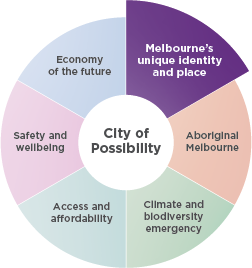 Melbourne's
unique identity
and place
Economy
of the future
Safety and
wellbeing
City of
Possibility
Aboriginal
Melbourne
Access and
affordability
Climate and
biodiversity
emergency